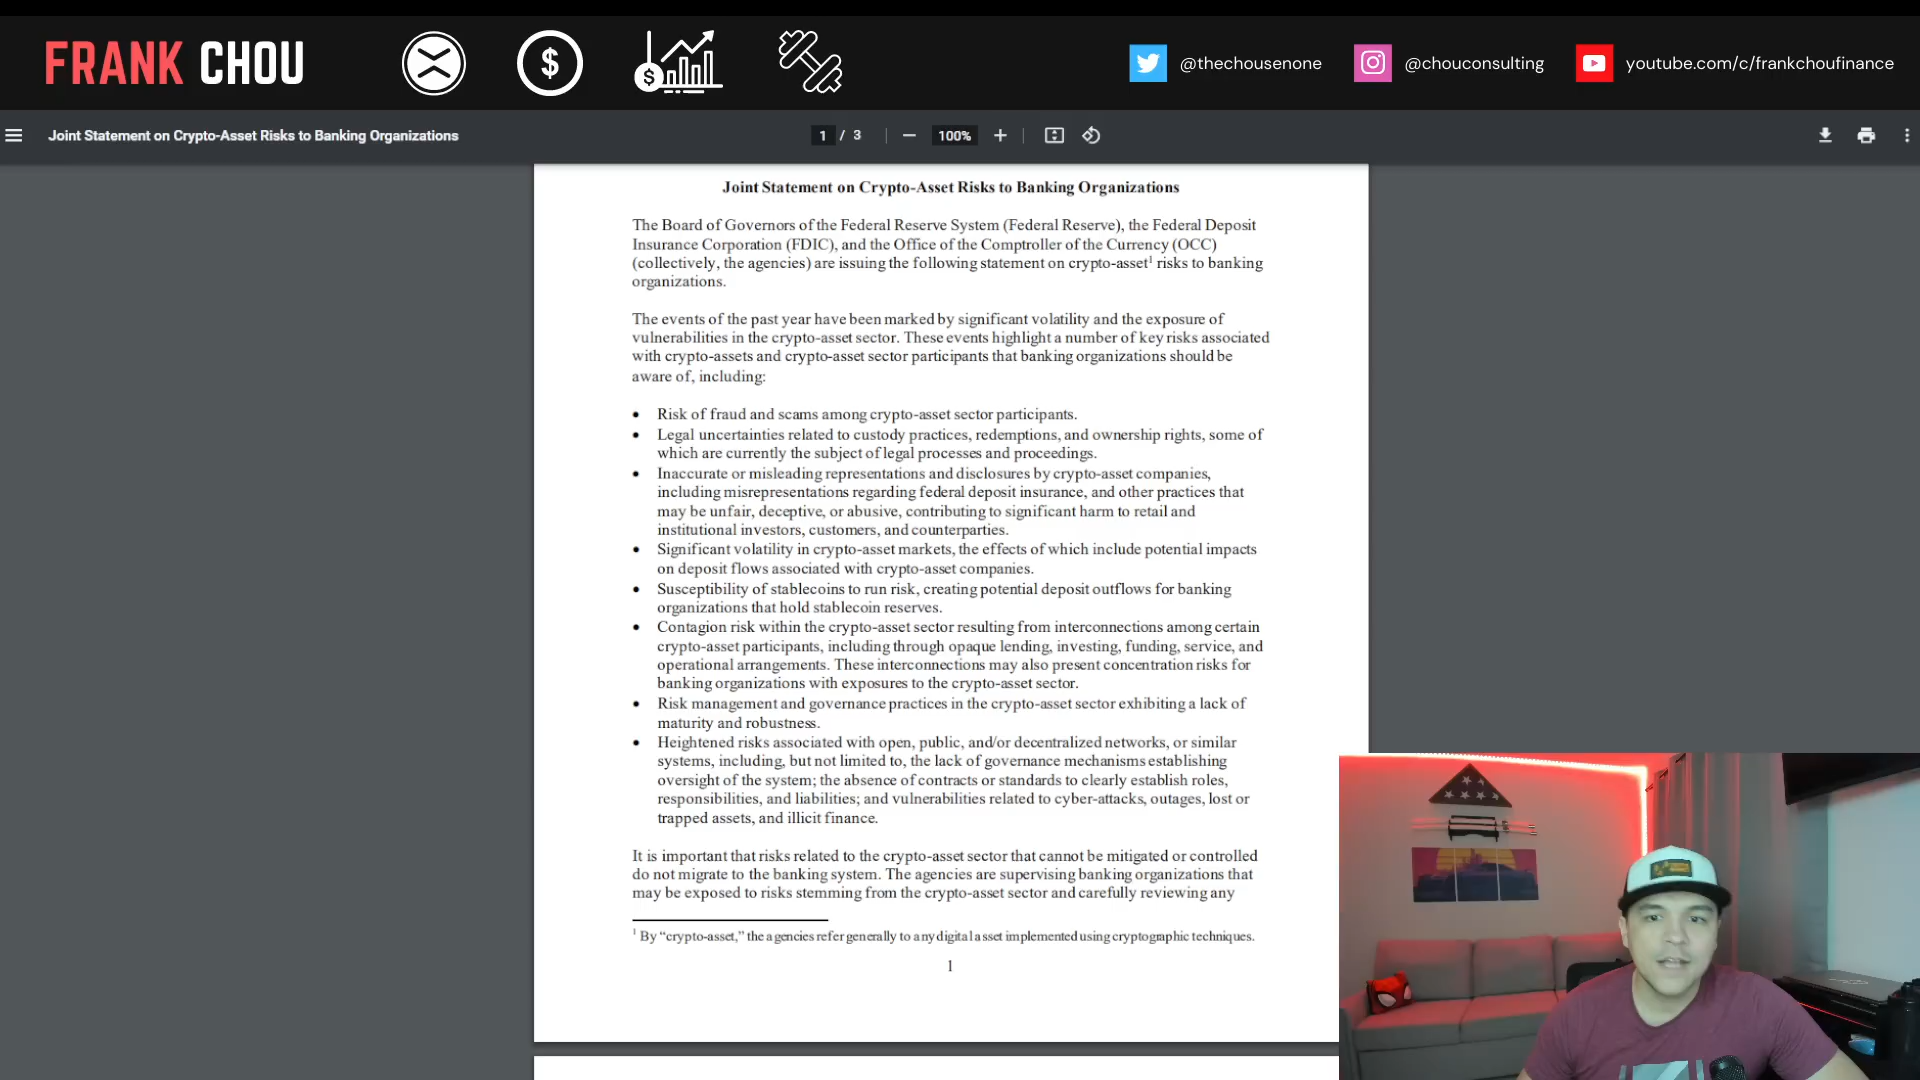 FRANK CHOU
@thechousenone
@chouconsulting
youtube.com/c/frankchoufinance
Joint Statement on Crypto-Asset Risks to Banking Organizations
1 / 3
100%
Joint Statement on Crypto-Asset Risks to Banking Organizations
The Board of Governors of the Federal Reserve System (Federal Reserve), the Federal Deposit
Insurance Corporation (FDIC), and the Office of the Comptroller of the Currency (OCC)
(collectively, the agencies) are issuing the following statement on crypto-asset¹ risks to banking
organizations.
The events of the past year have been marked by significant volatility and the exposure of
vulnerabilities in the crypto-asset sector. These events highlight a number of key risks associated
with crypto-assets and crypto-asset sector participants that banking organizations should be
aware of, including:
• Risk of fraud and scams among crypto-asset sector participants.
• Legal uncertainties related to custody practices, redemptions, and ownership rights, some of
which are currently the subject of legal processes and proceedings.
• Inaccurate or misleading representations and disclosures by crypto-asset companies,
including misrepresentations regarding federal deposit insurance, and other practices that
may be unfair, deceptive, or abusive, contributing to significant harm to retail and
institutional investors, customers, and counterparties.
• Significant volatility in crypto-asset markets, the effects of which include potential impacts
on deposit flows associated with crypto-asset companies.
• Susceptibility of stablecoins to run risk, creating potential deposit outflows for banking
organizations that hold stablecoin reserves.
• Contagion risk within the crypto-asset sector resulting from interconnections among certain
crypto-asset participants, including through opaque lending, investing, funding, service, and
operational arrangements. These interconnections may also present concentration risks for
banking organizations with exposures to the crypto-asset sector.
• Risk management and governance practices in the crypto-asset sector exhibiting a lack of
maturity and robustness.
• Heightened risks associated with open, public, and/or decentralized networks, or similar
systems, including, but not limited to, the lack of governance mechanisms establishing
oversight of the system; the absence of contracts or standards to clearly establish roles,
responsibilities, and liabilities; and vulnerabilities related to cyber-attacks, outages, lost or
trapped assets, and illicit finance.
It is important that risks related to the crypto-asset sector that cannot be mitigated or controlled
do not migrate to the banking system. The agencies are supervising banking organizations that
may be exposed to risks stemming from the crypto-asset sector and carefully reviewing any
¹ By “crypto-asset,” the agencies refer generally to any digital asset implemented using cryptographic techniques.
1